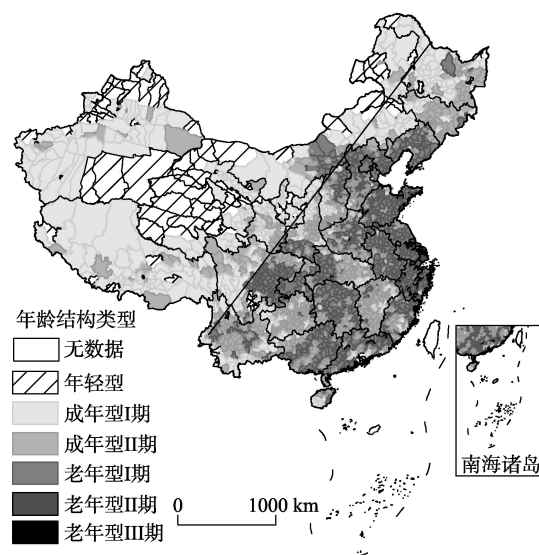 年龄结构类型
无数据
年轻型
成年型I期
成年型II期
老年型I期
老年型II期
老年型III期
0 1000 km
南海诸岛